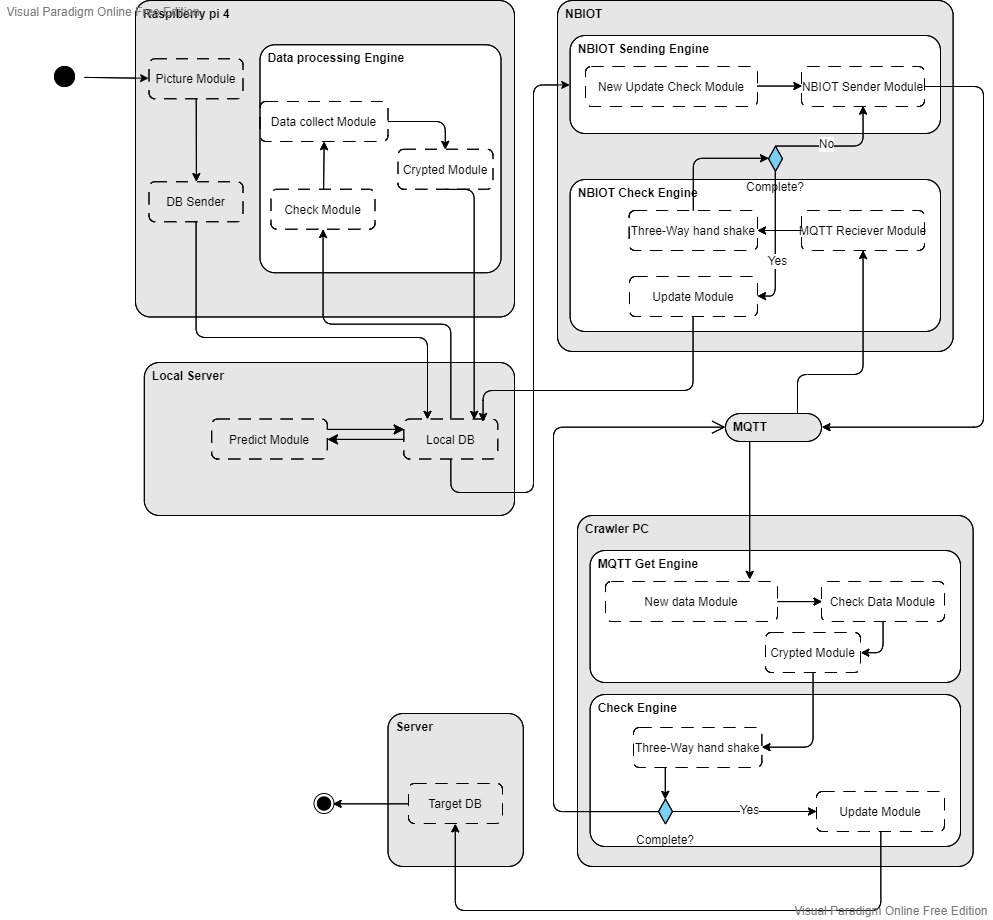 Visual Paradigm Online Free Edition
Raspiberry pi 4
NBIOT
Data processing Engine
NBIOT Sending Engine
Picture Module
New Update Check Module
NBIOT Sender Module
Data collect Module
No
Crypted Module
Complete?
NBIOT Check Engine
DB Sender
Check Module
Three-Way hand shake
MQTT Reciever Module
Yes
Update Module
Local Server
MQTT
Predict Module
Local DB
Crawler PC
MQTT Get Engine
New data Module
Check Data Module
Crypted Module
Check Engine
Server
Three-Way hand shake
Target DB
Yes
Update Module
Complete?
Visual Paradigm Online Free Edition